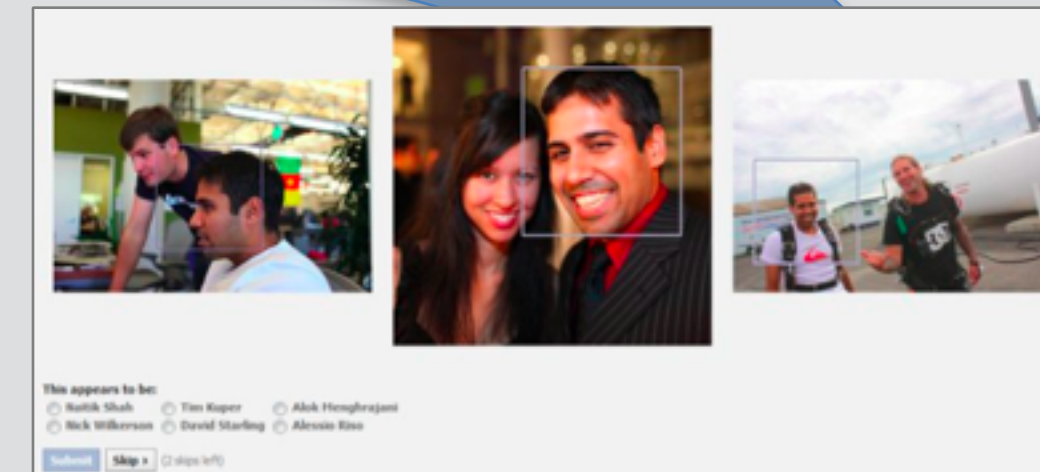 This appears to be:
Naitik Shah Tim Kuper Alok Menghrajani
Nick Wilkerson David Starling Alessio Riso
Submit Skip › (2 skips left)